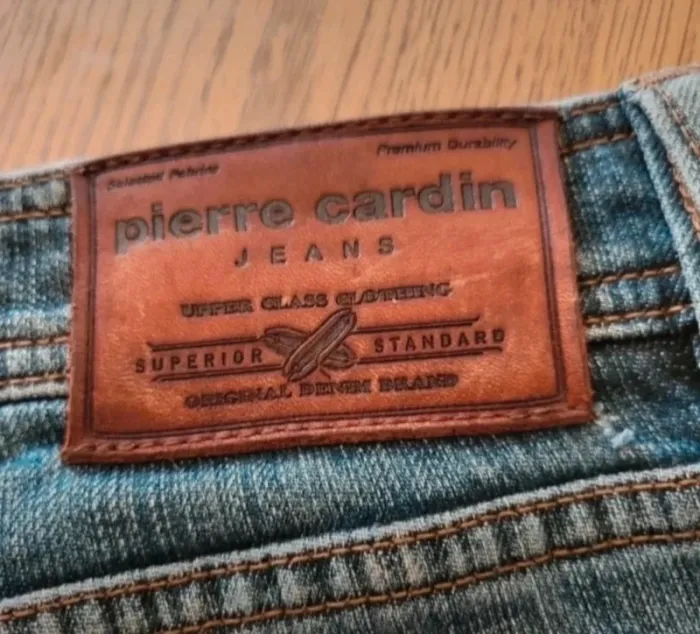 Selected Fabrics
Premium Durability
pierre cardin
JEANS
UPPER CLASS CLOTHING
SUPERIOR STANDARD
ORIGINAL DENIM BRAND